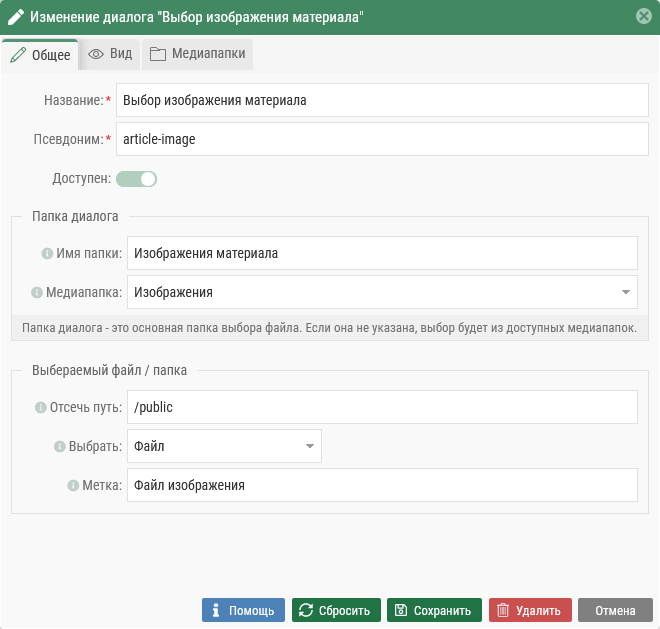 Изменение диалога "Выбор изображения материала"
Общее Вид Медиапапки
Название:* Выбор изображения материала
Псевдоним:* article-image
Доступен:
Папка диалога
Имя папки: Изображения материала
Медиапапка: Изображения
Папка диалога - это основная папка выбора файла. Если она не указана, выбор будет из доступных медиапапок.
Выбераемый файл / папка
Отсечь путь: /public
Выбрать: Файл
Метка: Файл изображения
Помощь Сбросить Сохранить Удалить Отмена